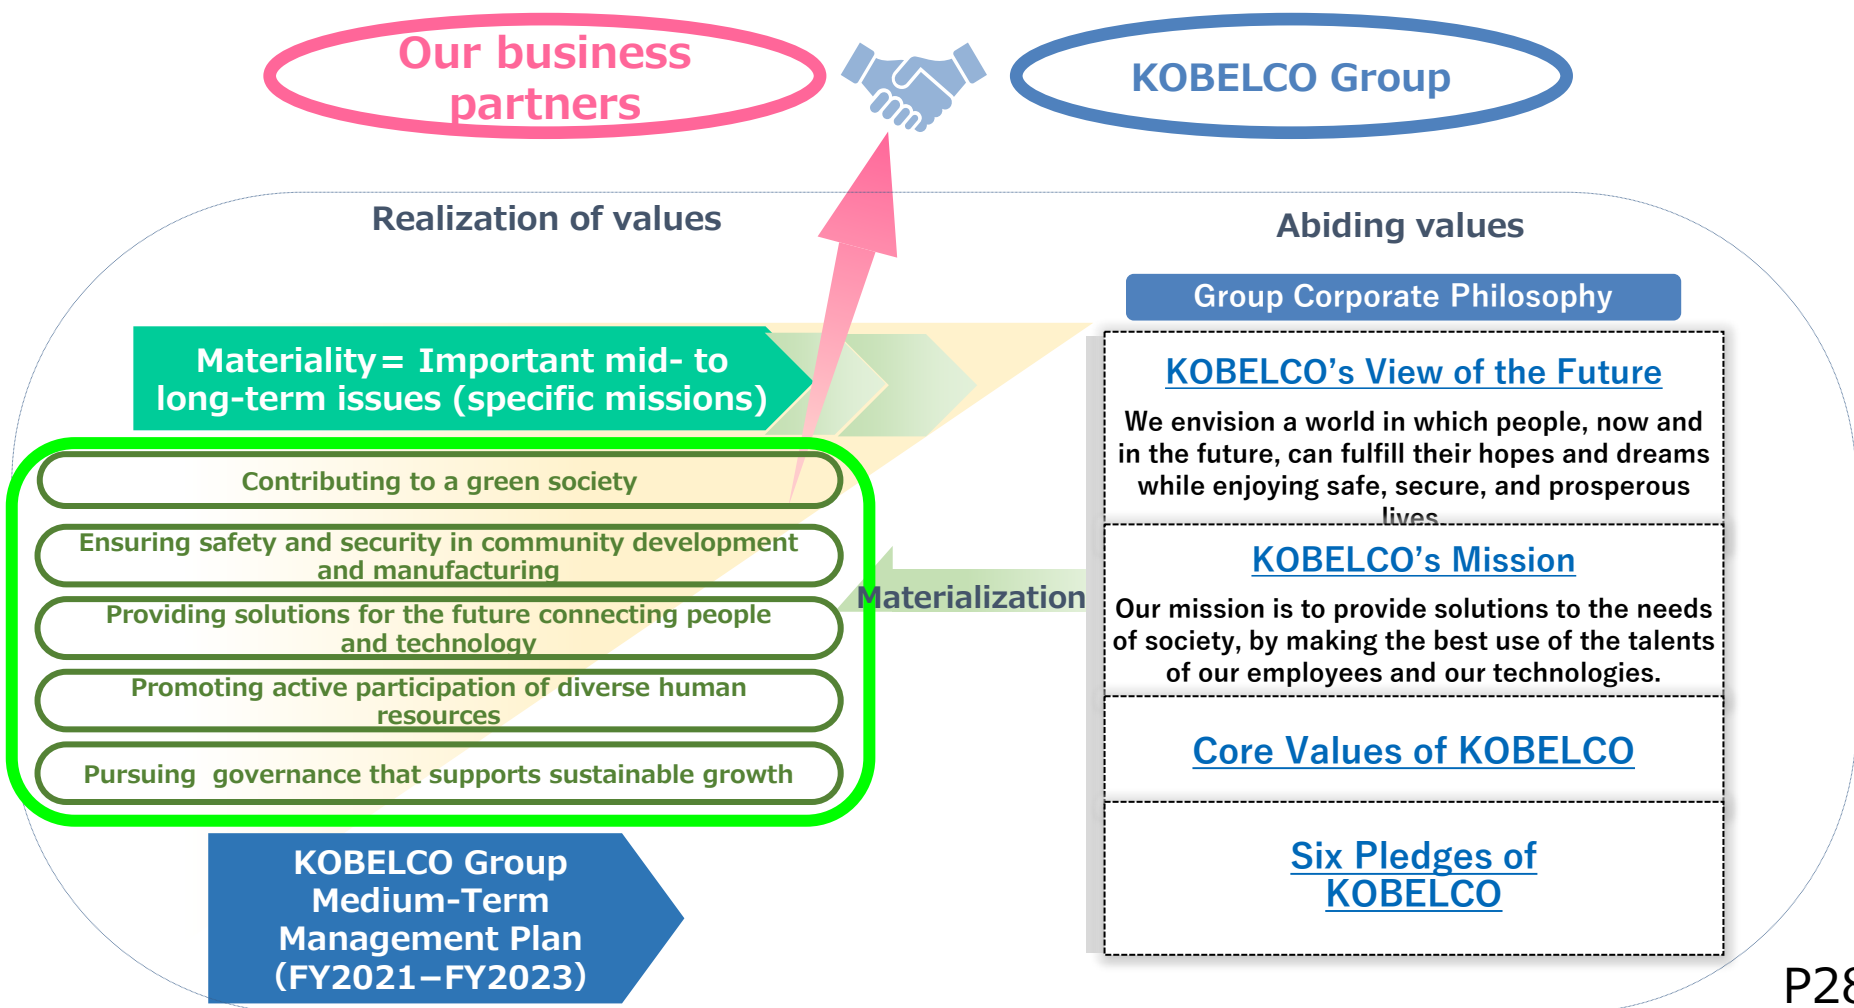 Our business
partners
KOBELCO Group
Realization of values
Abiding values
Group Corporate Philosophy
Materiality= Important mid- to
long-term issues (specific missions)
Contributing to a green society
Ensuring safety and security in community development
and manufacturing
Providing solutions for the future connecting people
and technology
Promoting active participation of diverse human
resources
Pursuing governance that supports sustainable growth
KOBELCO Group
Medium-Term
Management Plan
(FY2021–FY2023)
Materialization
KOBELCO’s View of the Future
We envision a world in which people, now and
in the future, can fulfill their hopes and dreams
while enjoying safe, secure, and prosperous
lives
KOBELCO’s Mission
Our mission is to provide solutions to the needs
of society, by making the best use of the talents
of our employees and our technologies.
Core Values of KOBELCO
Six Pledges of
KOBELCO
P28